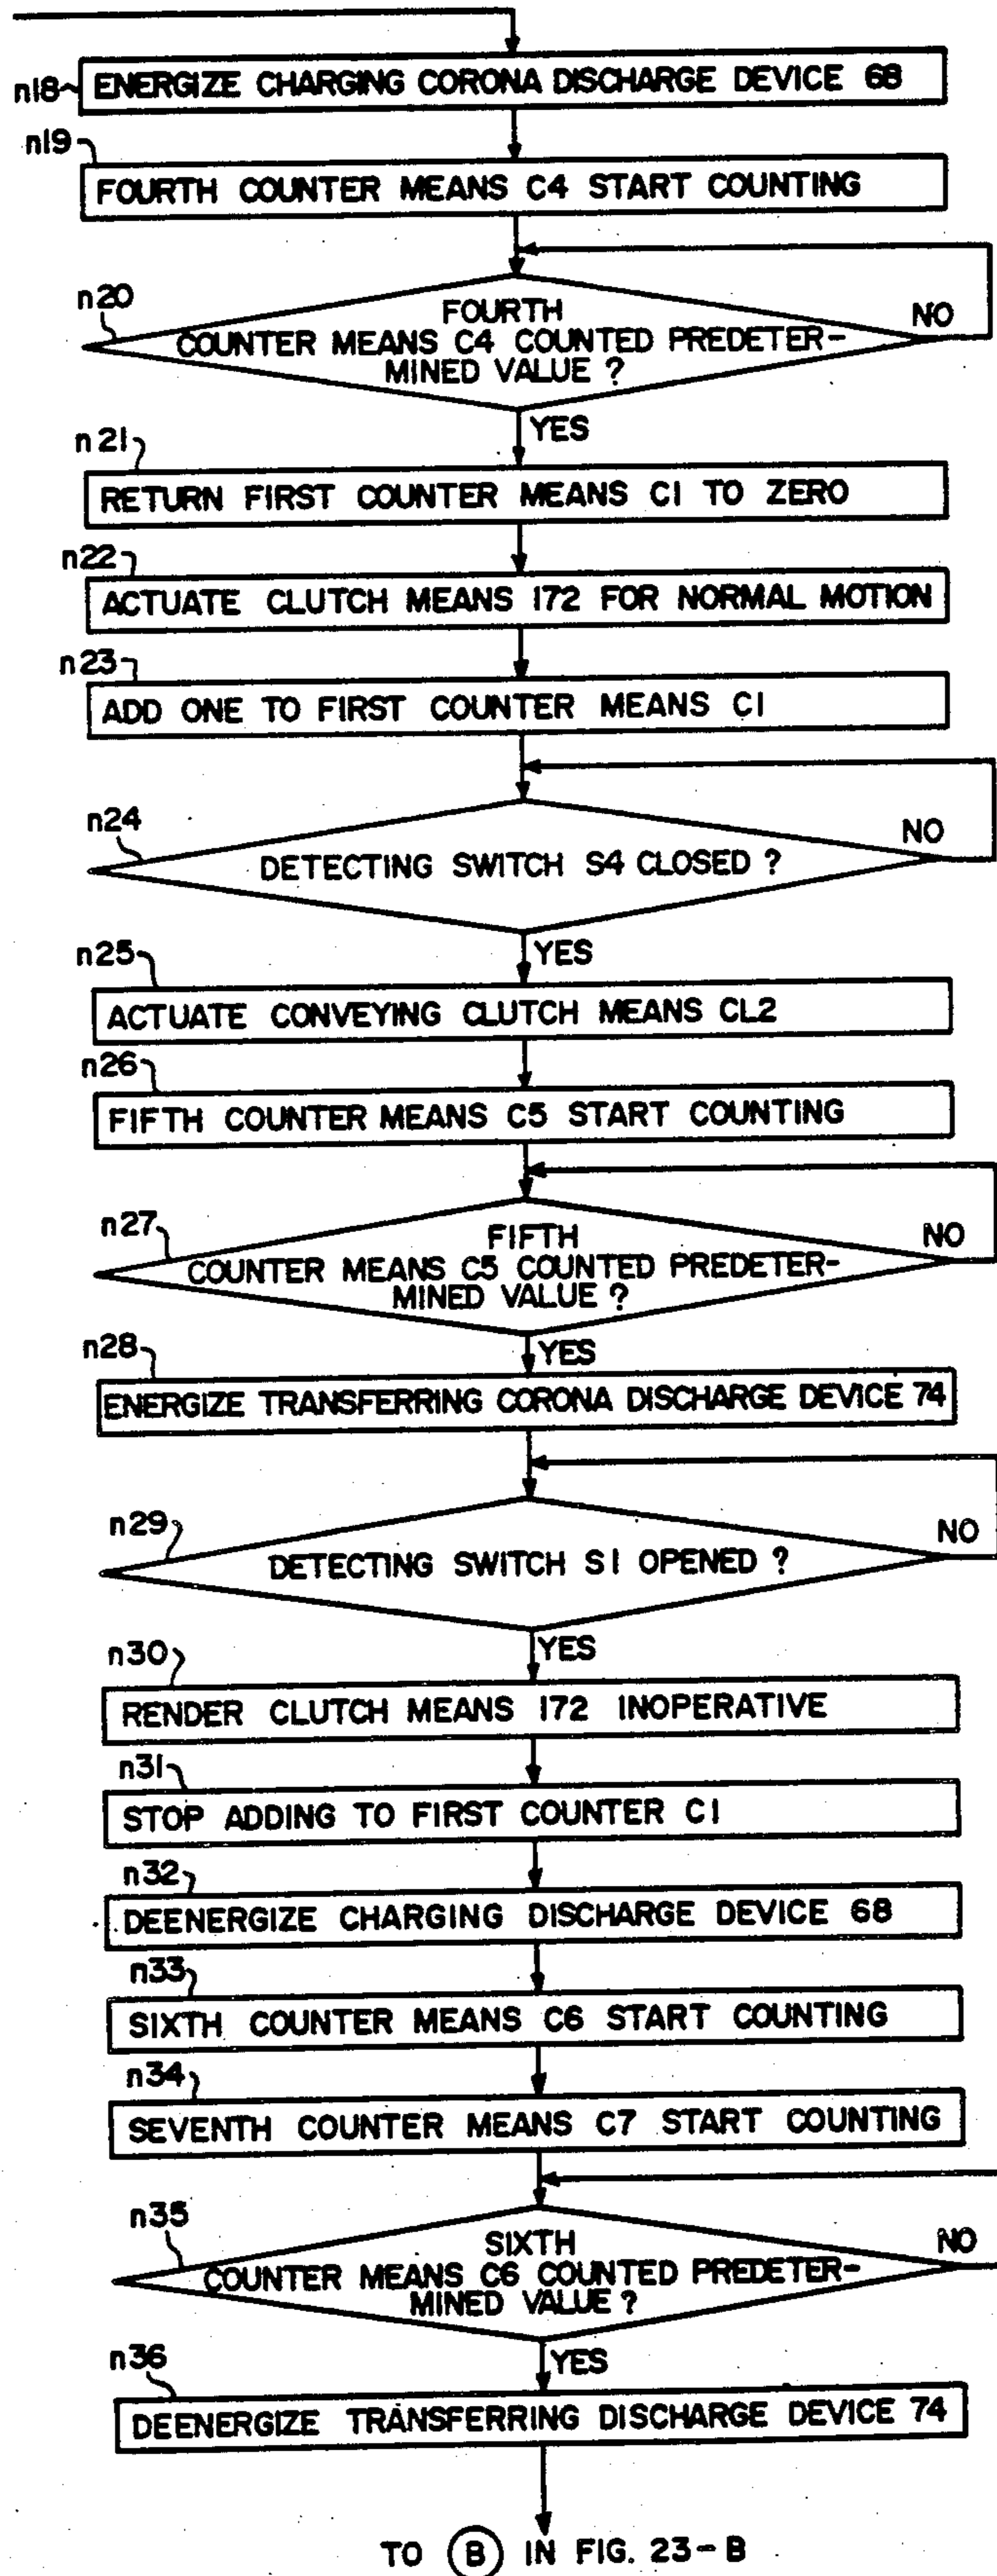 n18
ENERGIZE CHARGING CORONA DISCHARGE DEVICE 68
n19
FOURTH COUNTER MEANS C4 START COUNTING
n20
FOURTH
NO
COUNTER MEANS C4 COUNTED PREDETER-
MINED VALUE ?
YES
n21
RETURN FIRST COUNTER MEANS C1 TO ZERO
n22
ACTUATE CLUTCH MEANS 172 FOR NORMAL MOTION
n23
ADD ONE TO FIRST COUNTER MEANS C1
n24
NO
DETECTING SWITCH S4 CLOSED ?
YES
n25
ACTUATE CONVEYING CLUTCH MEANS CL2
n26
FIFTH COUNTER MEANS C5 START COUNTING
n27
FIFTH
NO
COUNTER MEANS C5 COUNTED PREDETER-
MINED VALUE ?
YES
n28
ENERGIZE TRANSFERRING CORONA DISCHARGE DEVICE 74
n29
NO
DETECTING SWITCH S1 OPENED ?
YES
n30
RENDER CLUTCH MEANS 172 INOPERATIVE
n31
STOP ADDING TO FIRST COUNTER C1
n32
DEENERGIZE CHARGING DISCHARGE DEVICE 68
n33
SIXTH COUNTER MEANS C6 START COUNTING
n34
SEVENTH COUNTER MEANS C7 START COUNTING
n35
SIXTH
NO
COUNTER MEANS C6 COUNTED PREDETER-
MINED VALUE ?
YES
n36
DEENERGIZE TRANSFERRING DISCHARGE DEVICE 74
TO B IN FIG. 23-B